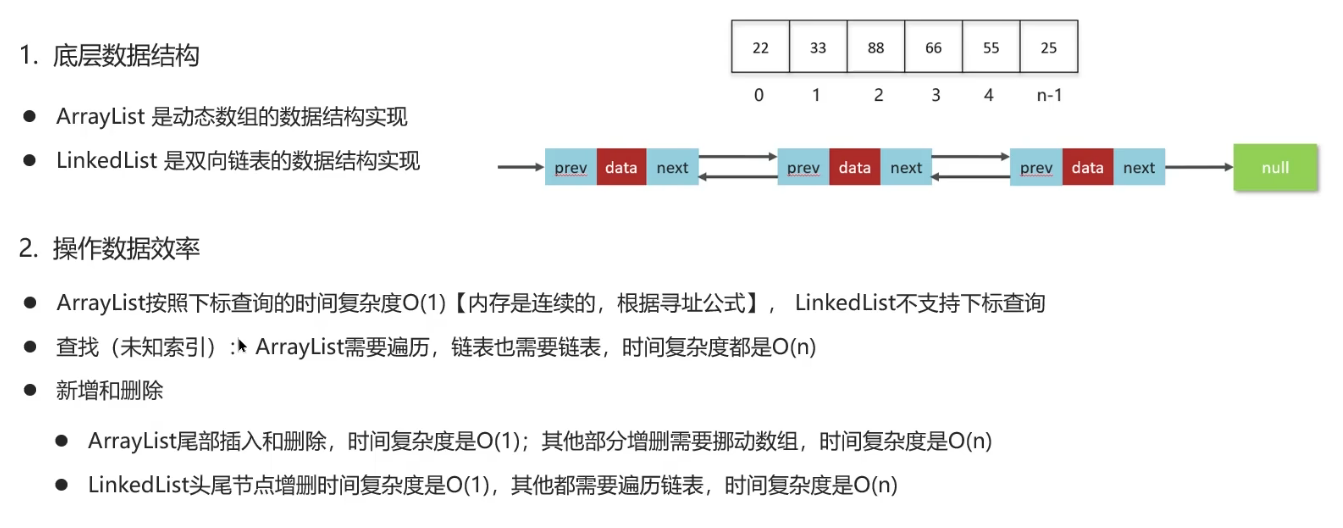 1. 底层数据结构
22 33 88 66 55 25
0 1 2 3 4 n-1
● ArrayList 是动态数组的数据结构实现
● LinkedList 是双向链表的数据结构实现
prev data next prev data next prev data next null
2. 操作数据效率
● ArrayList按照下标查询的时间复杂度O(1)【内存是连续的，根据寻址公式】， LinkedList不支持下标查询
● 查找（未知索引）： ArrayList需要遍历，链表也需要链表，时间复杂度都是O(n)
● 新增和删除
● ArrayList尾部插入和删除，时间复杂度是O(1)；其他部分增删需要挪动数组，时间复杂度是O(n)
● LinkedList头尾节点增删时间复杂度是O(1)，其他都需要遍历链表，时间复杂度是O(n)